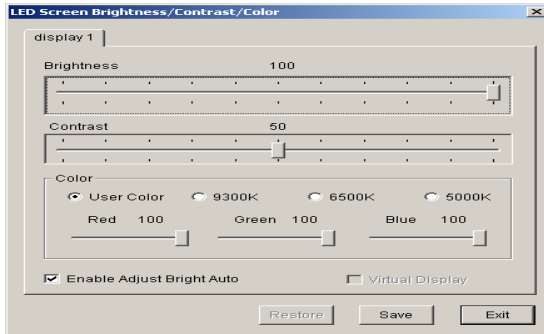 LED Screen Brightness/Contrast/Color
display 1
Brightness 100
Contrast 50
Color
User Color 9300K 6500K 5000K
Red 100 Green 100 Blue 100
Enable Adjust Bright Auto Virtual Display
Restore Save Exit